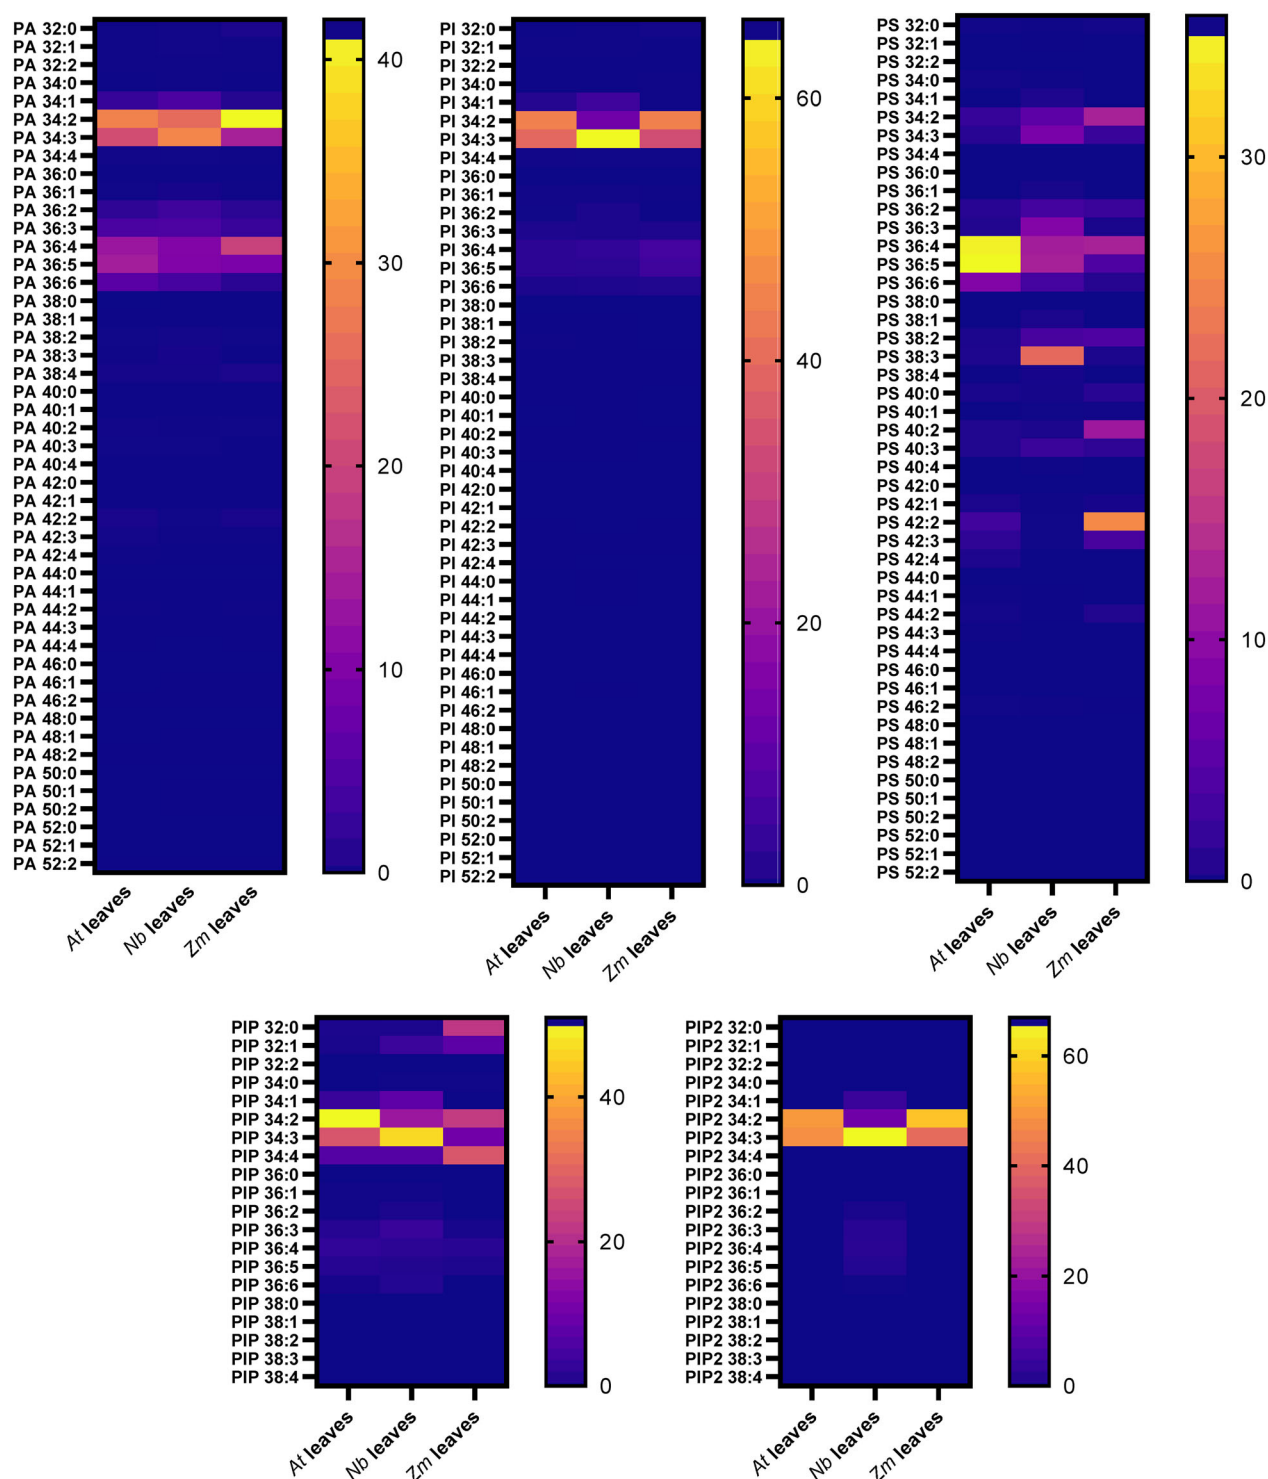 PA 32:0
PA 32:1
PA 32:2
PA 34:0
PA 34:1
PA 34:2
PA 34:3
PA 34:4
PA 36:0
PA 36:1
PA 36:2
PA 36:3
PA 36:4
PA 36:5
PA 36:6
PA 38:0
PA 38:1
PA 38:2
PA 38:3
PA 38:4
PA 40:0
PA 40:1
PA 40:2
PA 40:3
PA 40:4
PA 42:0
PA 42:1
PA 42:2
PA 42:3
PA 42:4
PA 44:0
PA 44:1
PA 44:2
PA 44:3
PA 44:4
PA 46:0
PA 46:1
PA 46:2
PA 48:0
PA 48:1
PA 48:2
PA 50:0
PA 50:1
PA 50:2
PA 52:0
PA 52:1
PA 52:2
At leaves
Nb leaves
Zm leaves
40
30
20
10
0
PI 32:0
PI 32:1
PI 32:2
PI 34:0
PI 34:1
PI 34:2
PI 34:3
PI 34:4
PI 36:0
PI 36:1
PI 36:2
PI 36:3
PI 36:4
PI 36:5
PI 36:6
PI 38:0
PI 38:1
PI 38:2
PI 38:3
PI 38:4
PI 40:0
PI 40:1
PI 40:2
PI 40:3
PI 40:4
PI 42:0
PI 42:1
PI 42:2
PI 42:3
PI 42:4
PI 44:0
PI 44:1
PI 44:2
PI 44:3
PI 44:4
PI 46:0
PI 46:1
PI 46:2
PI 48:0
PI 48:1
PI 48:2
PI 50:0
PI 50:1
PI 50:2
PI 52:0
PI 52:1
PI 52:2
At leaves
Nb leaves
Zm leaves
60
40
20
0
PS 32:0
PS 32:1
PS 32:2
PS 34:0
PS 34:1
PS 34:2
PS 34:3
PS 34:4
PS 36:0
PS 36:1
PS 36:2
PS 36:3
PS 36:4
PS 36:5
PS 36:6
PS 38:0
PS 38:1
PS 38:2
PS 38:3
PS 38:4
PS 40:0
PS 40:1
PS 40:2
PS 40:3
PS 40:4
PS 42:0
PS 42:1
PS 42:2
PS 42:3
PS 42:4
PS 44:0
PS 44:1
PS 44:2
PS 44:3
PS 44:4
PS 46:0
PS 46:1
PS 46:2
PS 48:0
PS 48:1
PS 48:2
PS 50:0
PS 50:1
PS 50:2
PS 52:0
PS 52:1
PS 52:2
At leaves
Nb leaves
Zm leaves
30
20
10
0
PIP 32:0
PIP 32:1
PIP 32:2
PIP 34:0
PIP 34:1
PIP 34:2
PIP 34:3
PIP 34:4
PIP 36:0
PIP 36:1
PIP 36:2
PIP 36:3
PIP 36:4
PIP 36:5
PIP 36:6
PIP 38:0
PIP 38:1
PIP 38:2
PIP 38:3
PIP 38:4
At leaves
Nb leaves
Zm leaves
40
20
0
PIP2 32:0
PIP2 32:1
PIP2 32:2
PIP2 34:0
PIP2 34:1
PIP2 34:2
PIP2 34:3
PIP2 34:4
PIP2 36:0
PIP2 36:1
PIP2 36:2
PIP2 36:3
PIP2 36:4
PIP2 36:5
PIP2 36:6
PIP2 38:0
PIP2 38:1
PIP2 38:2
PIP2 38:3
PIP2 38:4
At leaves
Nb leaves
Zm leaves
60
40
20
0